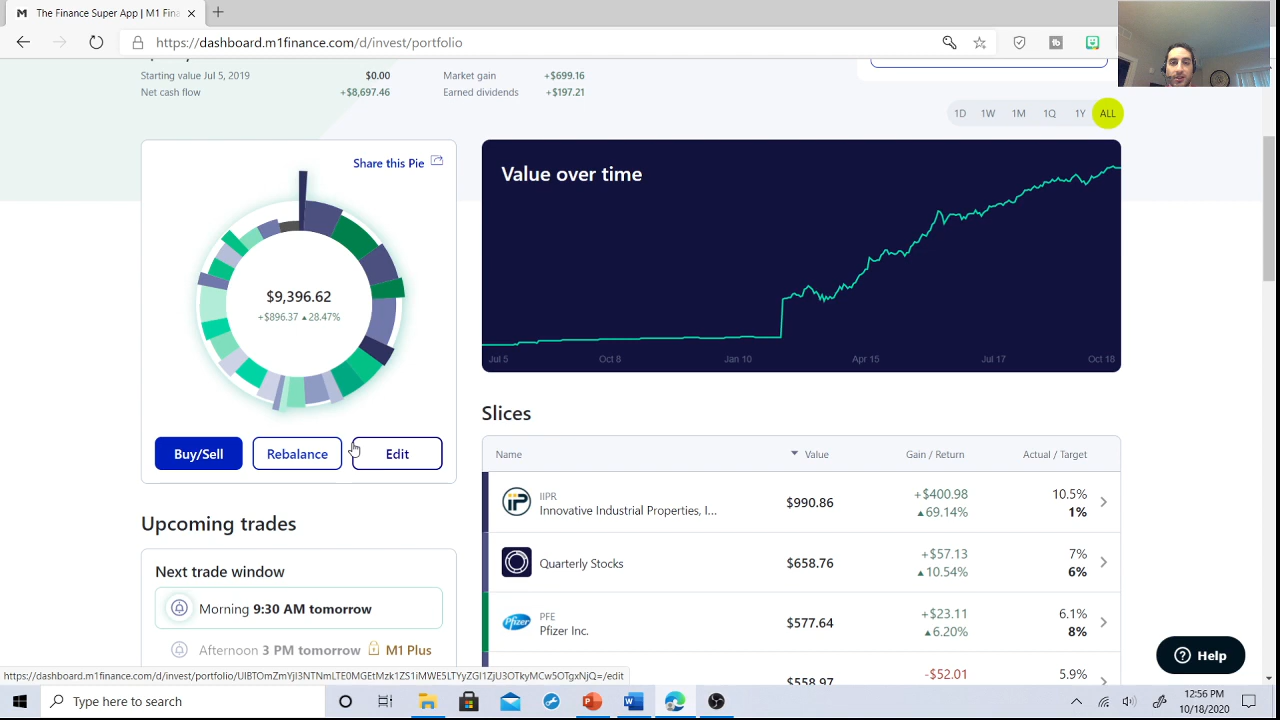 The Finance Super App | M1 Fina
https://dashboard.m1finance.com/d/invest/portfolio
Starting value Jul 5, 2019 $0.00 Market gain +$699.16
Net cash flow +$8,697.46 Earned dividends +$197.21
1D 1W 1M 1Q 1Y ALL
Share this Pie
$9,396.62
+$896.37 ▲28.47%
Buy/Sell Rebalance Edit
Value over time
Jul 5 Oct 8 Jan 10 Apr 15 Jul 17 Oct 18
Slices
Name Value Gain / Return Actual / Target
IIPR
Innovative Industrial Properties, I...
$990.86
+$400.98
▲69.14%
10.5%
1%
Quarterly Stocks
$658.76
+$57.13
▲10.54%
7%
6%
PFE
Pfizer Inc.
Pfizer
$577.64
+$23.11
▲6.20%
6.1%
8%
$558.97
-$52.01
5.9%
Upcoming trades
Next trade window
Morning 9:30 AM tomorrow
Afternoon 3 PM tomorrow M1 Plus
Help
Type here to search
12:56 PM
10/18/2020